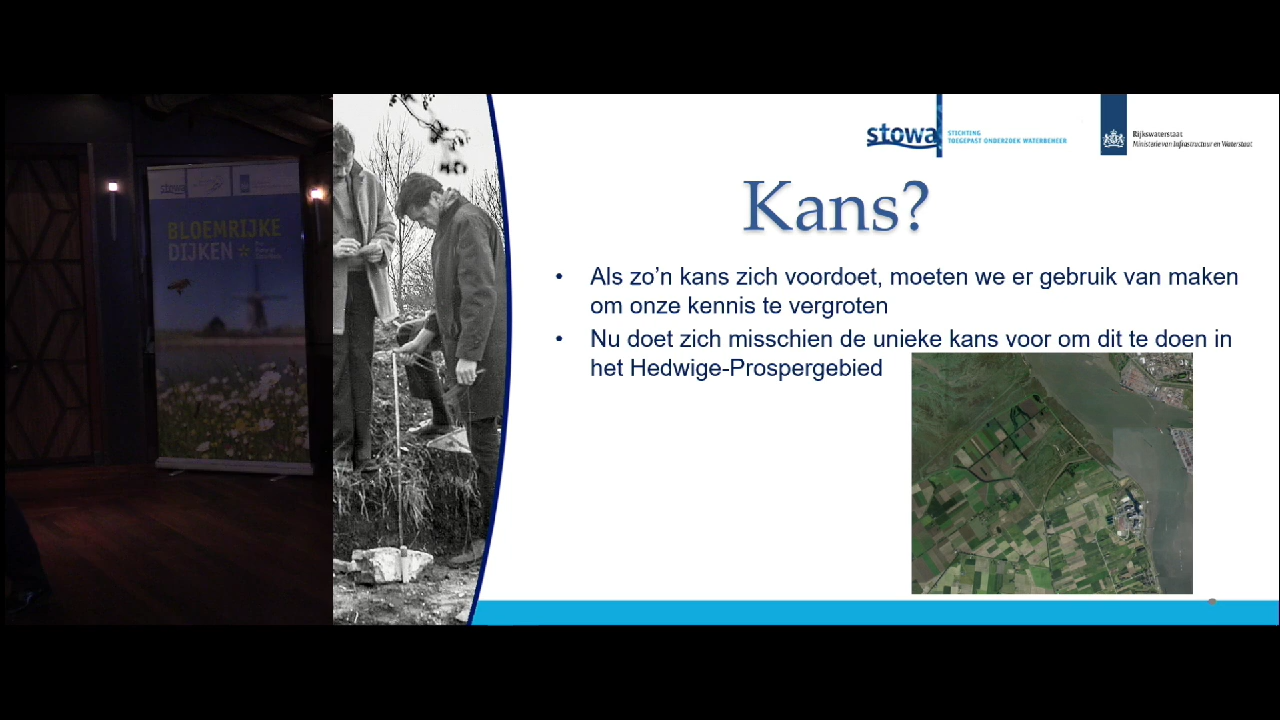 stowa
BLOEMRIJKE
DIJKEN
stowa
STICHTING
TOEGEPAST ONDERZOEK WATERBEHEER
Rijkswaterstaat
Ministerie van Infrastructuur en Waterstaat
Kans?
• Als zo’n kans zich voordoet, moeten we er gebruik van maken
om onze kennis te vergroten
• Nu doet zich misschien de unieke kans voor om dit te doen in
het Hedwige-Prospergebied